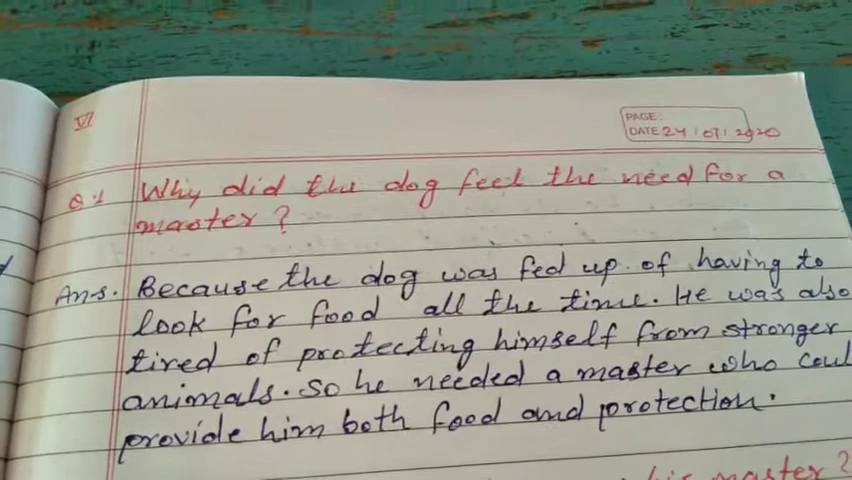 VI
PAGE:
DATE 24/07/2020
Q.1 Why did the dog feel the need for a
master?
Ans. Because the dog was fed up of having to
look for food all the time. He was also
tired of protecting himself from stronger
animals. So he needed a master who coul
provide him both food and protection.
his master?